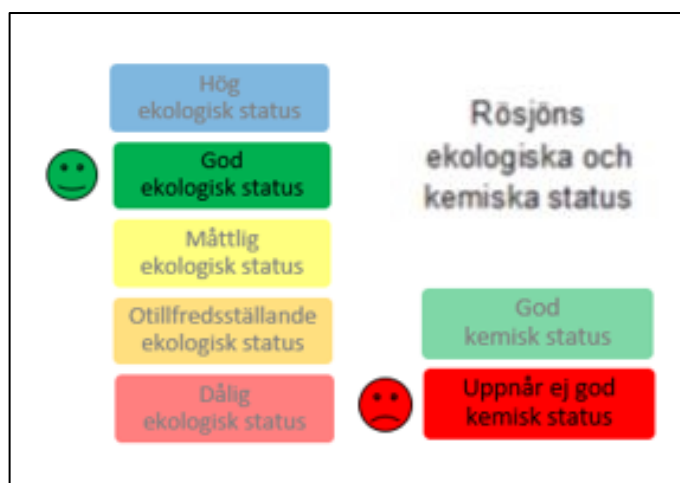 Hög
ekologisk status
God
ekologisk status
Måttlig
ekologisk status
Otillfredsställande
ekologisk status
Dålig
ekologisk status
Rösjöns
ekologiska och
kemiska status
God
kemisk status
Uppnår ej god
kemisk status